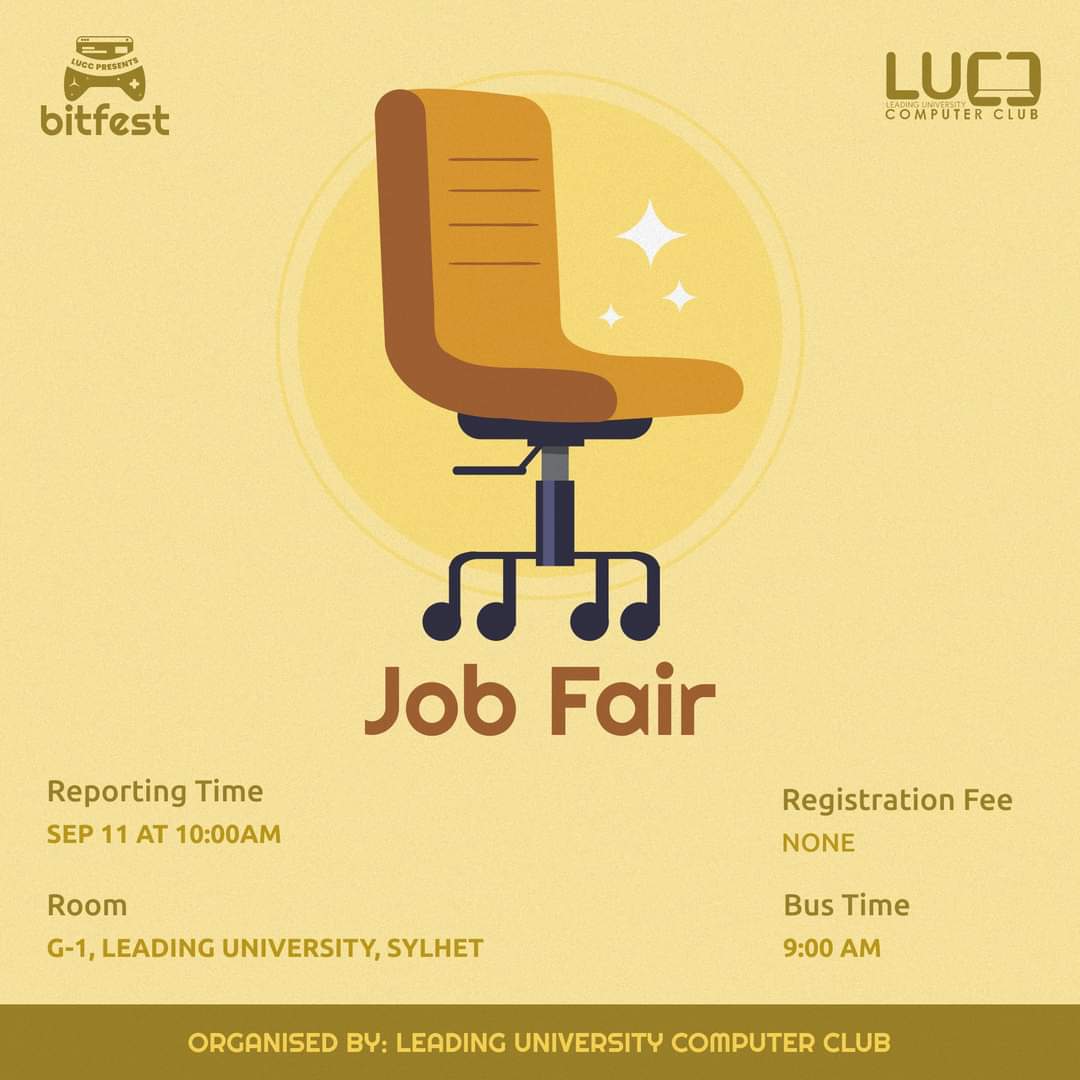 LUCC PRESENTS
bitfest
LUCC
LEADING UNIVERSITY
COMPUTER CLUB
Job Fair
Reporting Time
SEP 11 AT 10:00AM
Room
G-1, LEADING UNIVERSITY, SYLHET
Registration Fee
NONE
Bus Time
9:00 AM
ORGANISED BY: LEADING UNIVERSITY COMPUTER CLUB